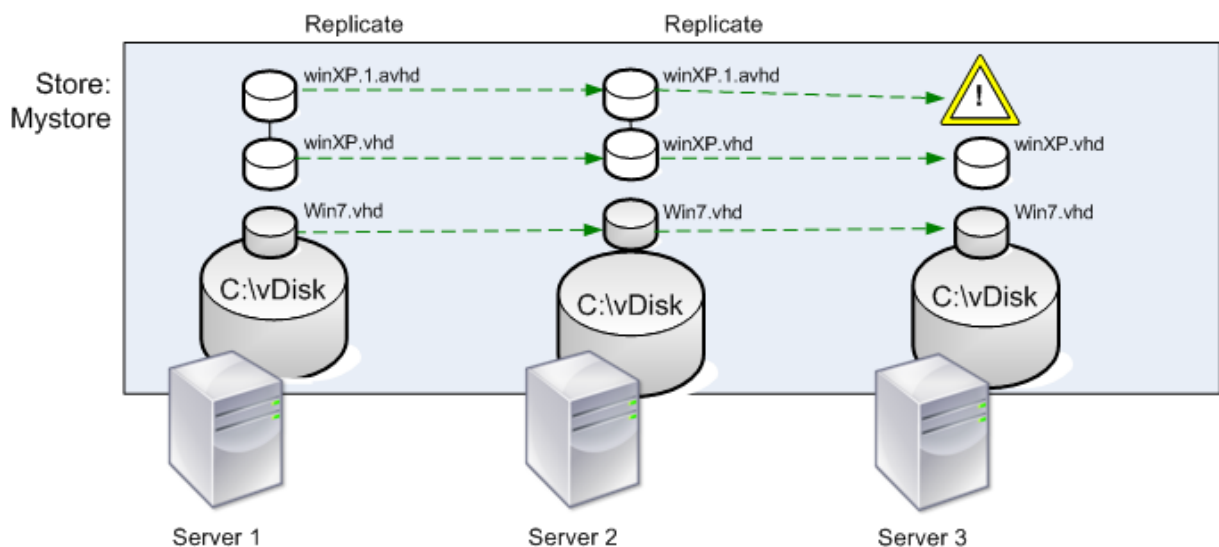 Replicate
Replicate
Store:
Mystore
winXP.1.avhd
winXP.1.avhd
!
winXP.vhd
winXP.vhd
winXP.vhd
Win7.vhd
Win7.vhd
Win7.vhd
C:\vDisk
C:\vDisk
C:\vDisk
Server 1
Server 2
Server 3